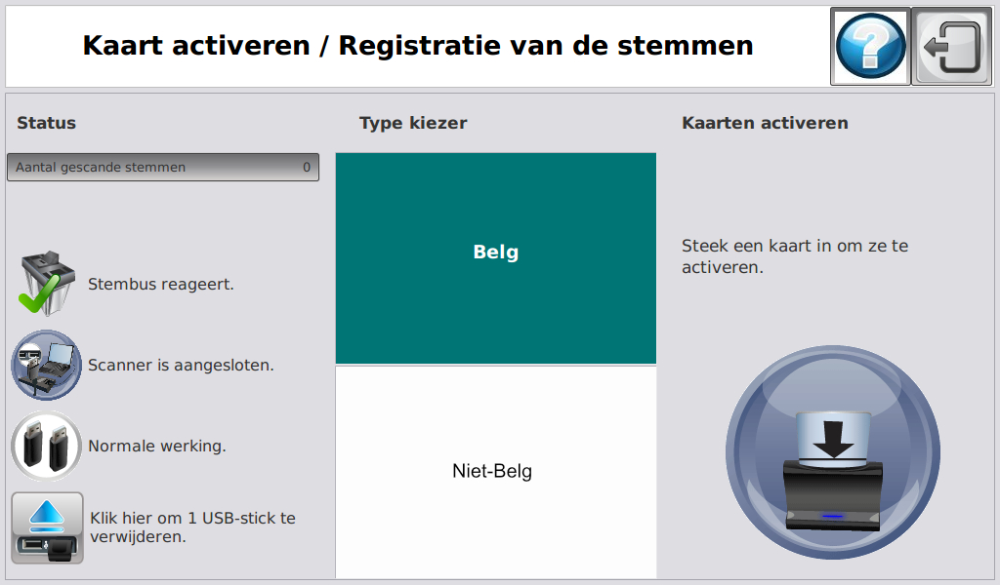 Kaart activeren / Registratie van de stemmen
Status
Type kiezer
Kaarten activeren
Aantal gescande stemmen 0
Belg
Steek een kaart in om ze te
activeren.
Stembus reageert.
Scanner is aangesloten.
Normale werking.
Niet-Belg
Klik hier om 1 USB-stick te
verwijderen.